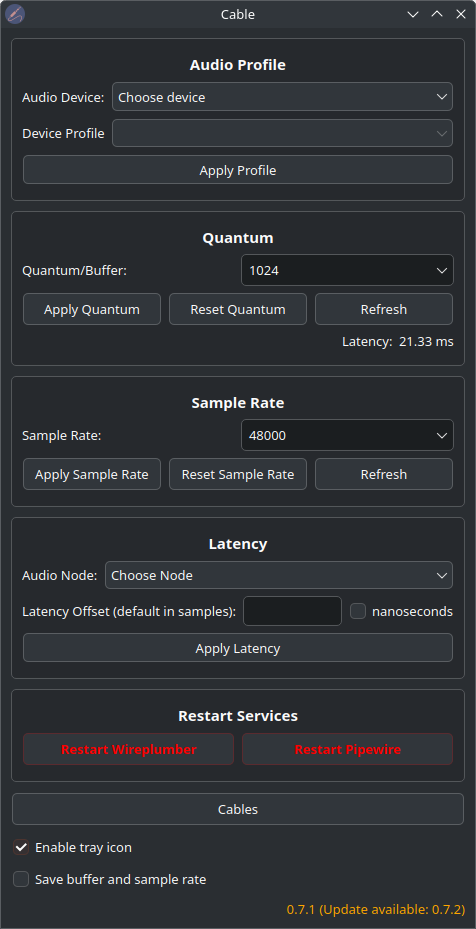 Cable
Audio Profile
Audio Device: Choose device
Device Profile
Apply Profile
Quantum
Quantum/Buffer: 1024
Apply Quantum Reset Quantum Refresh
Latency: 21.33 ms
Sample Rate
Sample Rate: 48000
Apply Sample Rate Reset Sample Rate Refresh
Latency
Audio Node: Choose Node
Latency Offset (default in samples): nanoseconds
Apply Latency
Restart Services
Restart Wireplumber Restart Pipewire
Cables
Enable tray icon
Save buffer and sample rate
0.7.1 (Update available: 0.7.2)